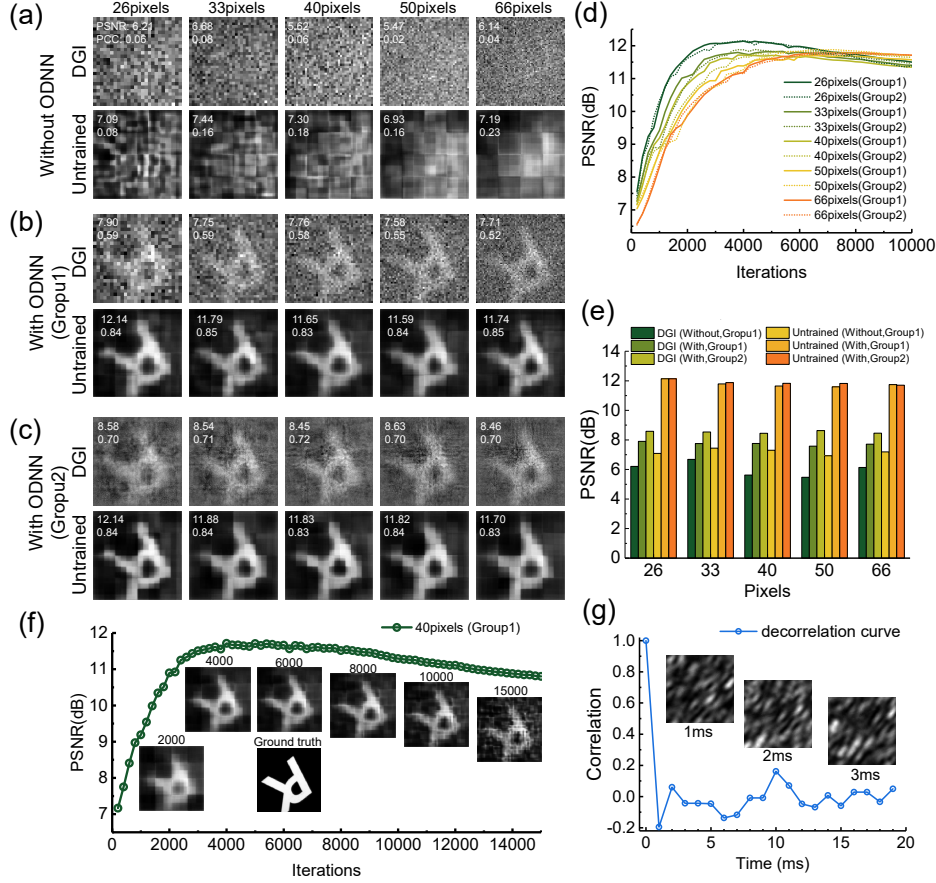 (a)
26pixels 33pixels 40pixels 50pixels 66pixels
Without ODNN
DGI
PSNR: 6.21 6.68 5.62 5.47 6.14
PCC: 0.06 0.08 0.06 0.02 0.04
Untrained
7.09 7.44 7.30 6.93 7.19
0.08 0.16 0.18 0.16 0.23
(b)
With ODNN
(Gropu1)
DGI
7.90 7.75 7.76 7.58 7.71
0.59 0.59 0.58 0.55 0.52
Untrained
12.14 11.79 11.65 11.59 11.74
0.84 0.85 0.83 0.84 0.85
(c)
With ODNN
(Gropu2)
DGI
8.58 8.54 8.45 8.63 8.46
0.70 0.71 0.72 0.70 0.70
Untrained
12.14 11.88 11.83 11.82 11.70
0.84 0.84 0.83 0.84 0.83
(d)
PSNR(dB)
12
11
10
9
8
7
26pixels(Group1)
26pixels(Group2)
33pixels(Group1)
33pixels(Group2)
40pixels(Group1)
40pixels(Group2)
50pixels(Group1)
50pixels(Group2)
66pixels(Group1)
66pixels(Group2)
0 2000 4000 6000 8000 10000
Iterations
(e)
DGI (Without,Gropu1) Untrained (Without,Group1)
DGI (With,Group1) Untrained (With,Group1)
DGI (With,Group2) Untrained (With,Group2)
PSNR(dB)
14
12
10
8
6
4
2
0
26 33 40 50 66
Pixels
(f)
40pixels (Group1)
PSNR(dB)
12
11
10
9
8
7
4000 6000 8000 10000 15000
2000
Ground truth
0 2000 4000 6000 8000 10000 12000 14000
Iterations
(g)
decorrelation curve
Correlation
1.0
0.8
0.6
0.4
0.2
0.0
-0.2
1ms
2ms
3ms
0 5 10 15 20
Time (ms)